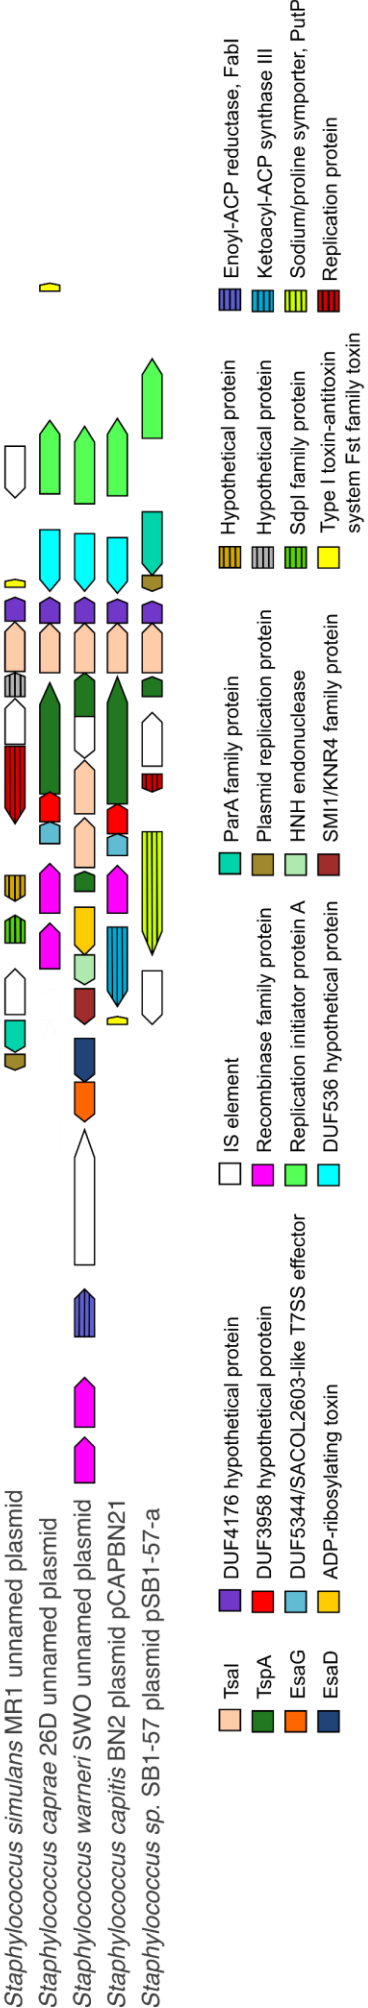 Staphylococcus simulans MR1 unnamed plasmid
Staphylococcus caprae 26D unnamed plasmid
Staphylococcus warneri SWO unnamed plasmid
Staphylococcus capitis BN2 plasmid pCAPBN21
Staphylococcus sp. SB1-57 plasmid pSB1-57-a
TsaI
TspA
EsaG
EsaD
DUF4176 hypothetical protein
DUF3958 hypothetical porotein
DUF5344/SACOL2603-like T7SS effector
ADP-ribosylating toxin
IS element
Recombinase family protein
Replication initiator protein A
DUF536 hypothetical protein
ParA family protein
Plasmid replication protein
HNH endonuclease
SMI1/KNR4 family protein
Hypothetical protein
Hypothetical protein
SdpI family protein
Type I toxin-antitoxin
system Fst family toxin
Enoyl-ACP reductase, FabI
Ketoacyl-ACP synthase III
Sodium/proline symporter, PutP
Replication protein